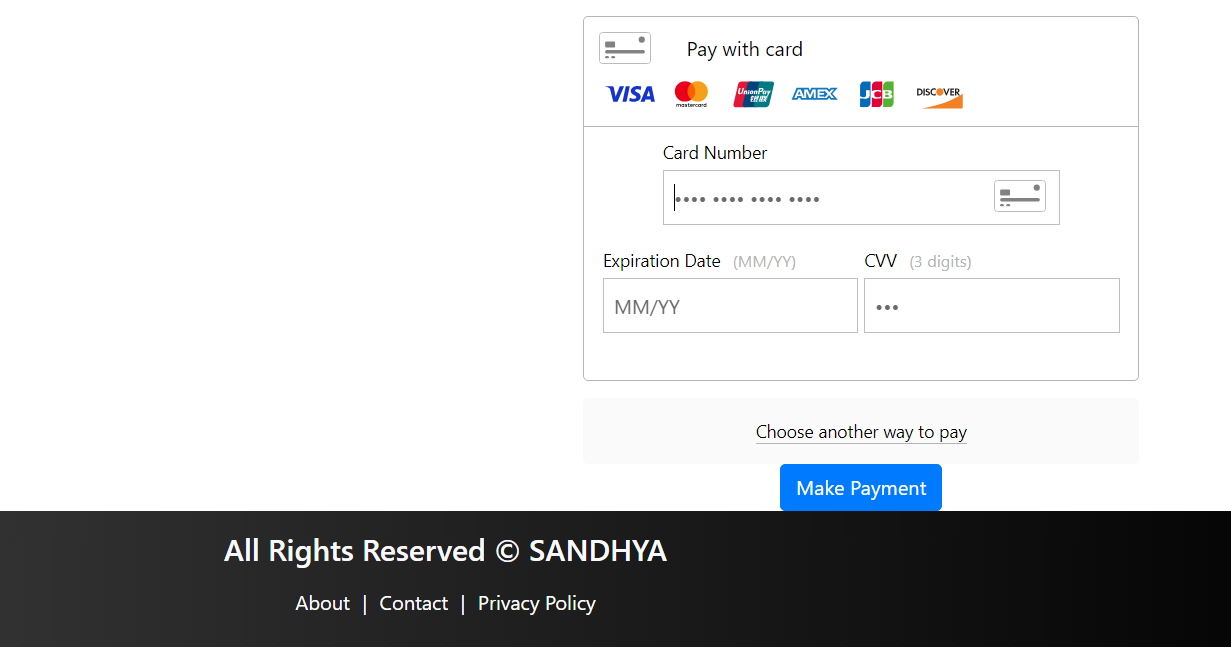 Pay with card
VISA mastercard UnionPay 银联 AMEX JCB DISCOVER
Card Number
•••• •••• •••• ••••
Expiration Date (MM/YY) CVV (3 digits)
MM/YY •••
Choose another way to pay
Make Payment
All Rights Reserved © SANDHYA
About | Contact | Privacy Policy